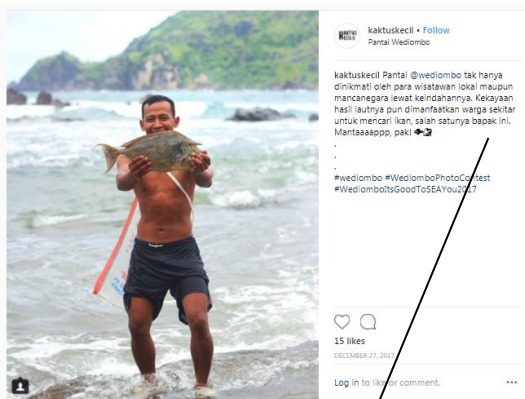 kaktuskecil • Follow
Pantai Wediombo
kaktuskecil Pantai @wediombo tak hanya
dinikmati oleh para wisatawan lokal maupun
mancanegara lewat keindahannya. Kekayaan
hasil lautnya pun dimanfaatkan warga sekitar
untuk mencari ikan, salah satunya bapak ini.
Mantaaaappp, pak!
.
.
.
#wediombo #WediomboPhotoContest
#WediomboItsGoodToSEAYou2017
15 likes
DECEMBER 27, 2017
Log in to like or comment.